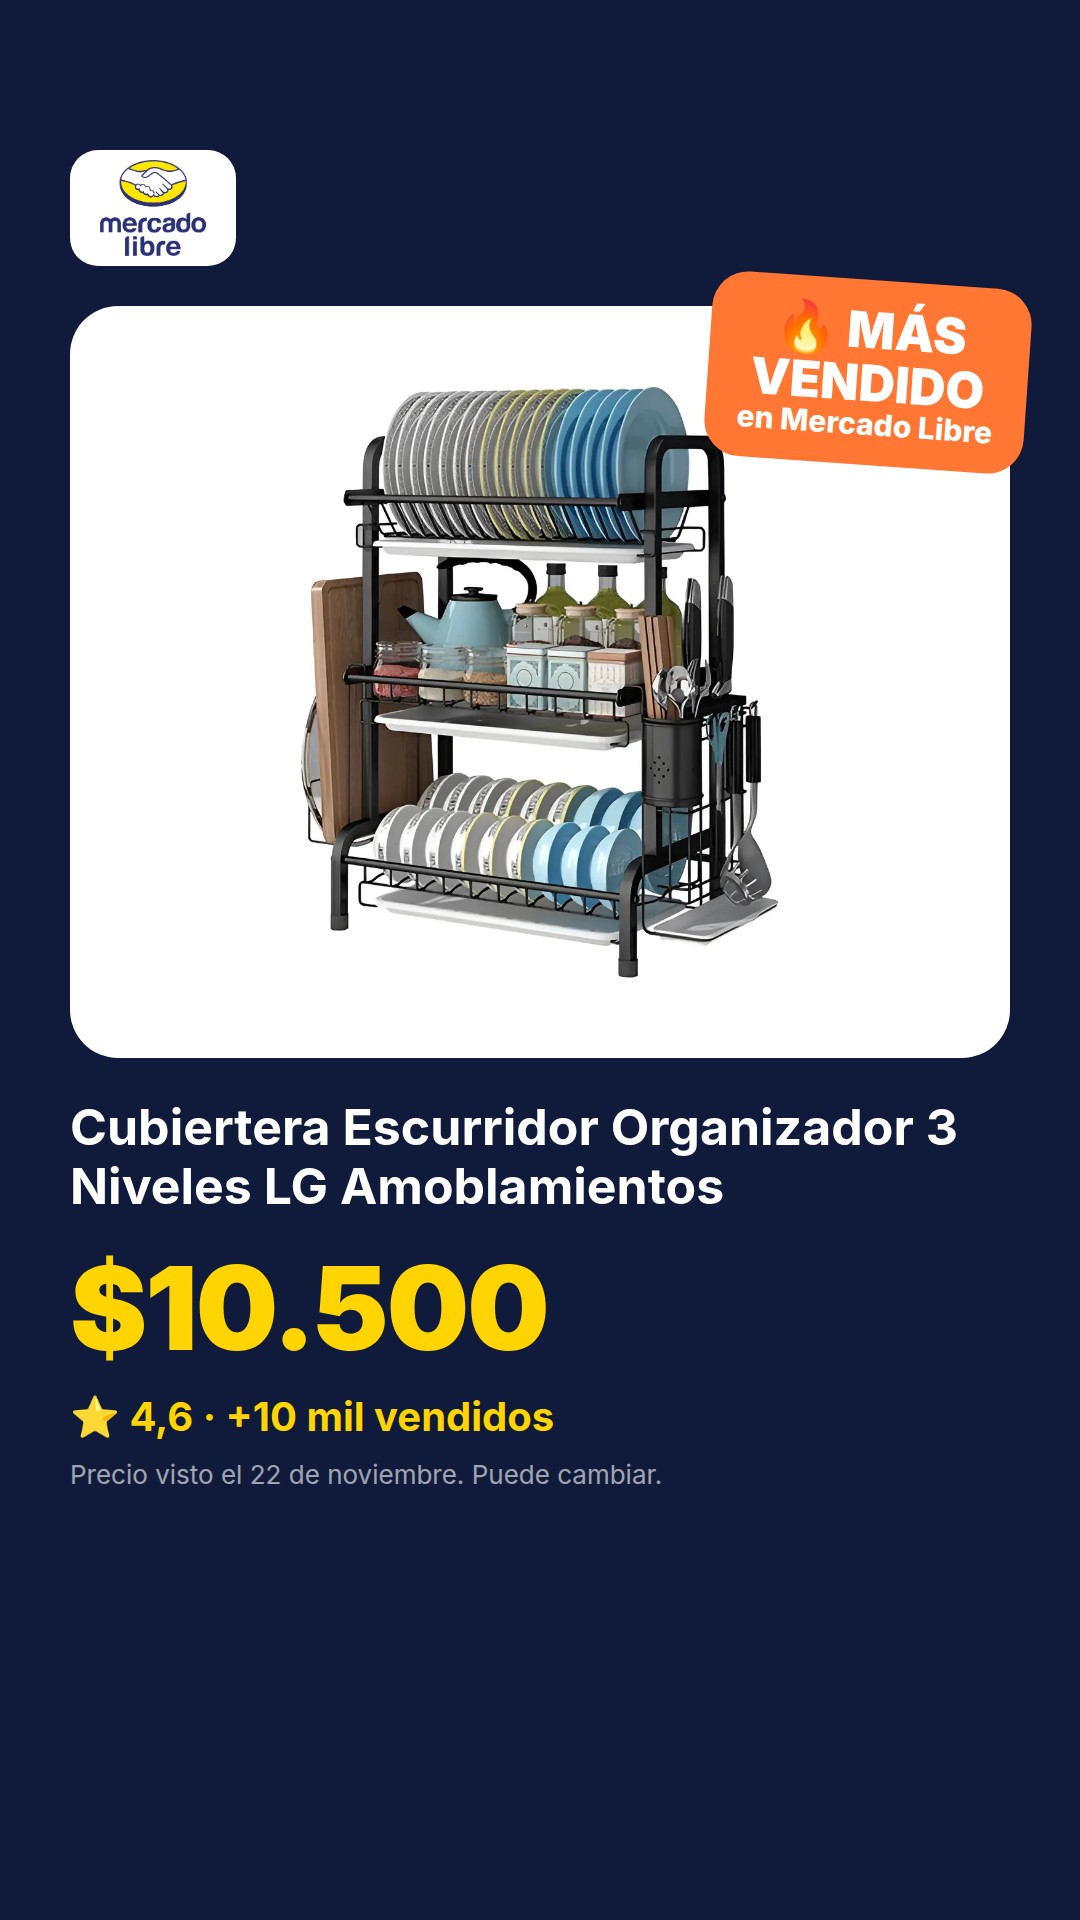 mercado
libre
🔥 MÁS
VENDIDO
en Mercado Libre
Cubiertera Escurridor Organizador 3
Niveles LG Amoblamientos
$10.500
⭐ 4,6 · +10 mil vendidos
Precio visto el 22 de noviembre. Puede cambiar.